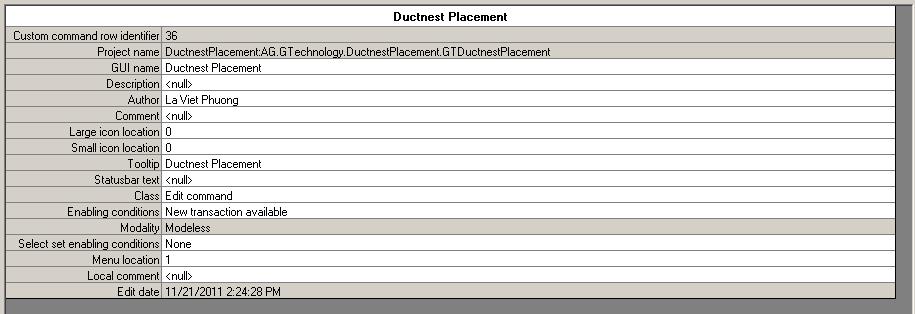 Ductnest Placement
Custom command row identifier 36
Project name DuctnestPlacement:AG.GTechnology.DuctnestPlacement.GTDuctnestPlacement
GUI name Ductnest Placement
Description <null>
Author La Viet Phuong
Comment <null>
Large icon location 0
Small icon location 0
Tooltip Ductnest Placement
Statusbar text <null>
Class Edit command
Enabling conditions New transaction available
Modality Modeless
Select set enabling conditions None
Menu location 1
Local comment <null>
Edit date 11/21/2011 2:24:28 PM